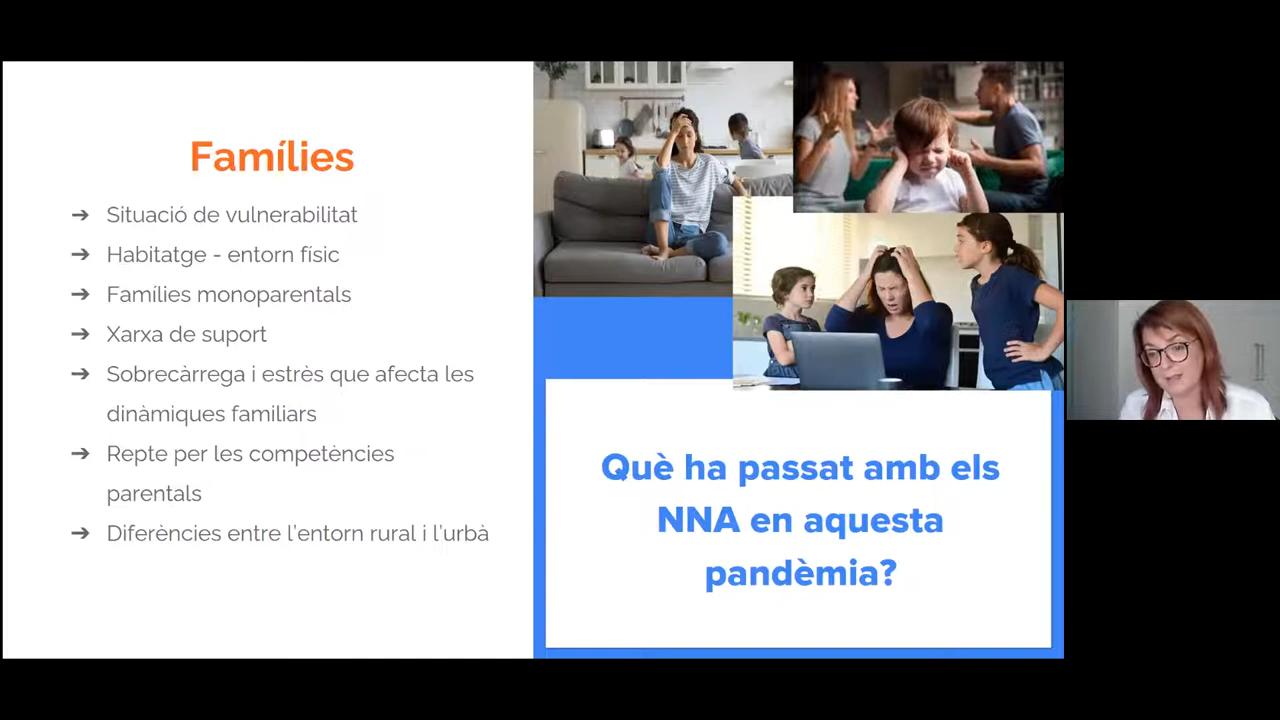 Famílies
➔ Situació de vulnerabilitat
➔ Habitatge - entorn físic
➔ Famílies monoparentals
➔ Xarxa de suport
➔ Sobrecàrrega i estrès que afecta les
dinàmiques familiars
➔ Repte per les competències
parentals
➔ Diferències entre l'entorn rural i l'urbà
Què ha passat amb els
NNA en aquesta
pandèmia?